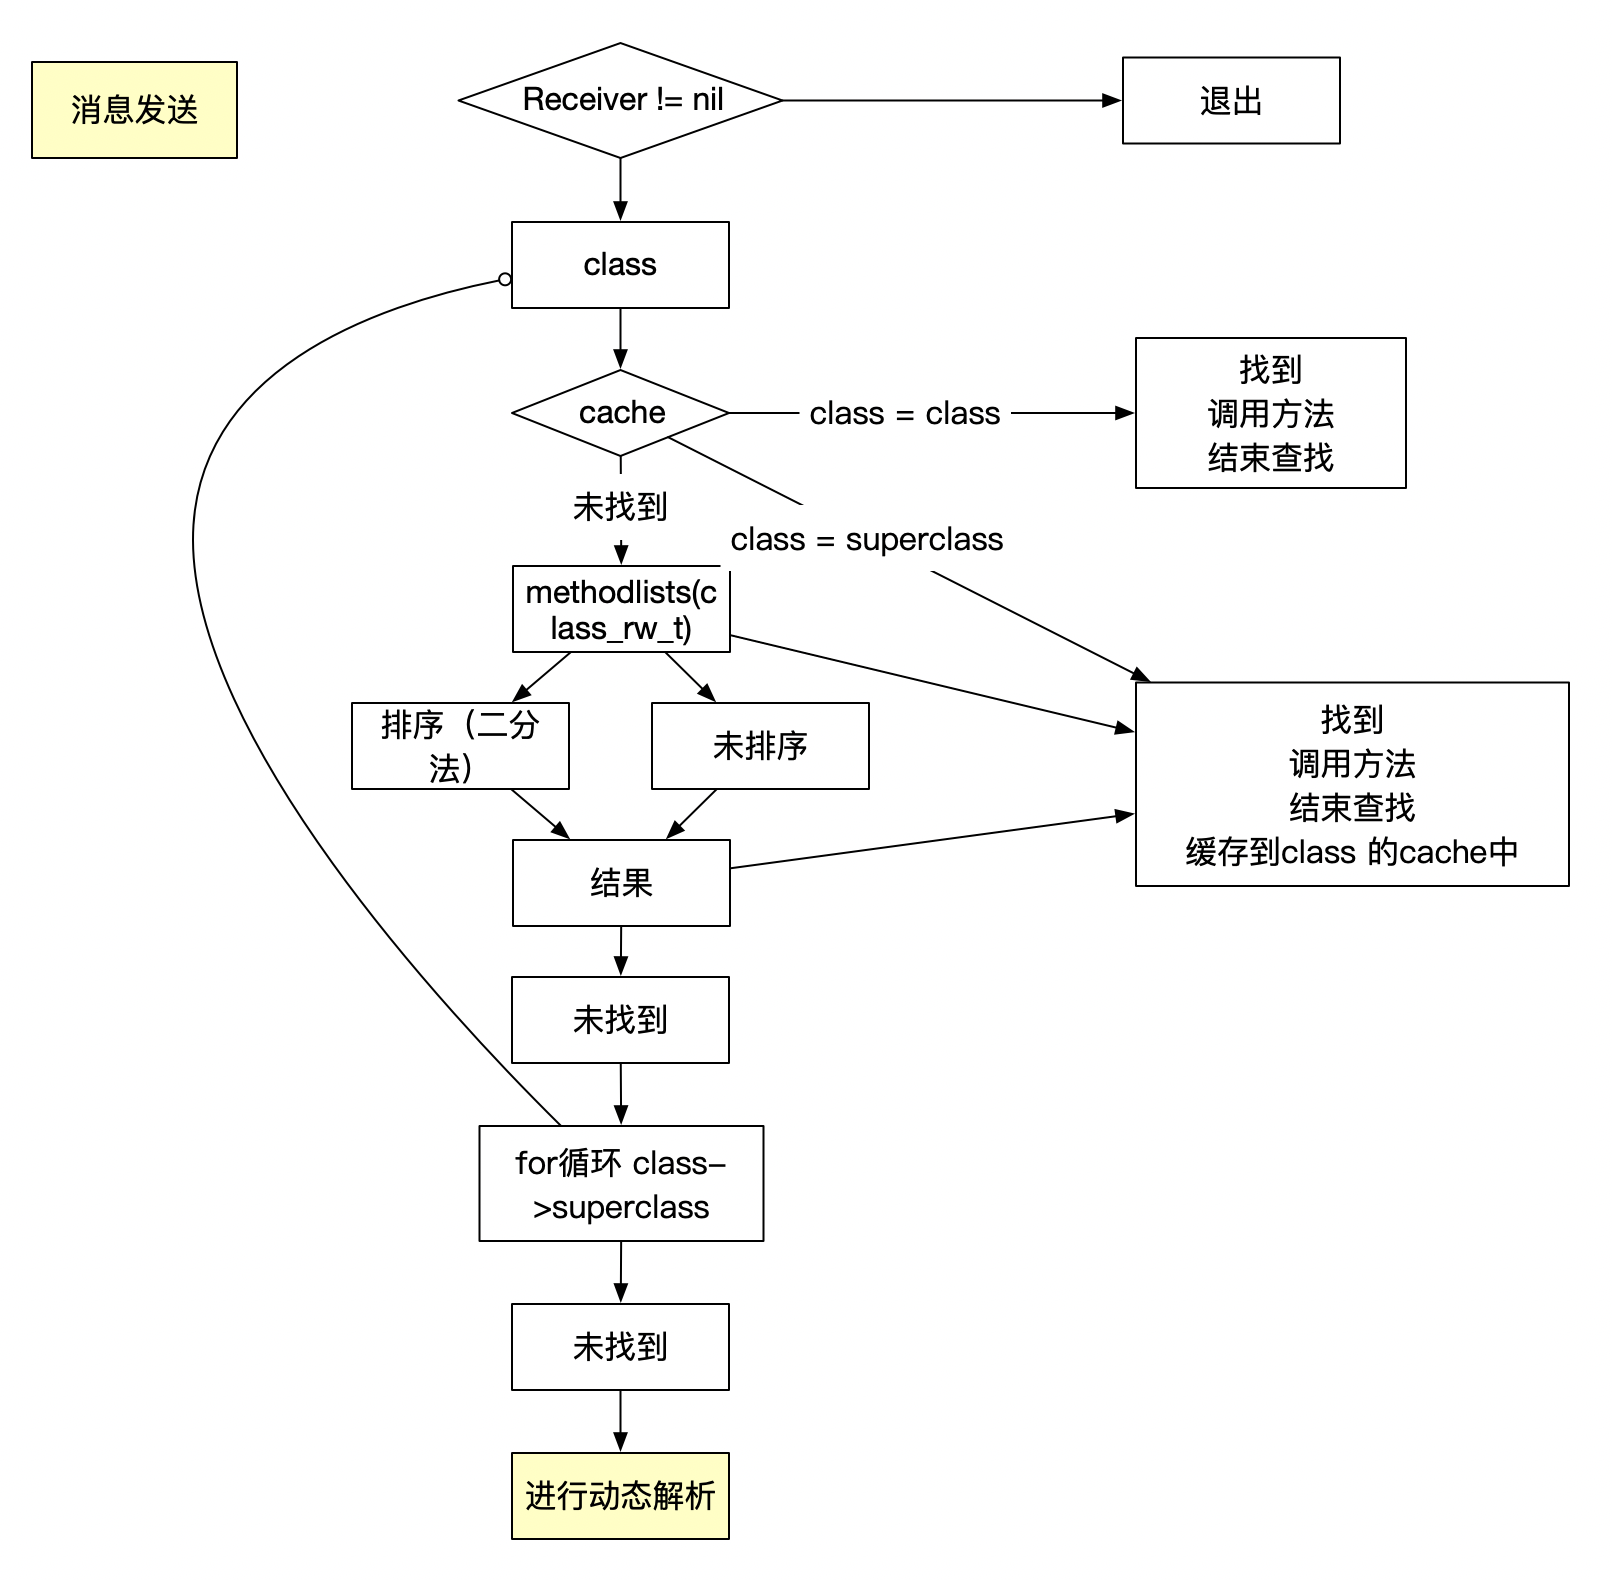 消息发送
Receiver != nil
退出
class
cache
class = class
找到
调用方法
结束查找
未找到
class = superclass
methodlists(c
lass_rw_t)
排序（二分
法）
未排序
找到
调用方法
结束查找
缓存到class 的cache中
结果
未找到
for循环 class-
>superclass
未找到
进行动态解析